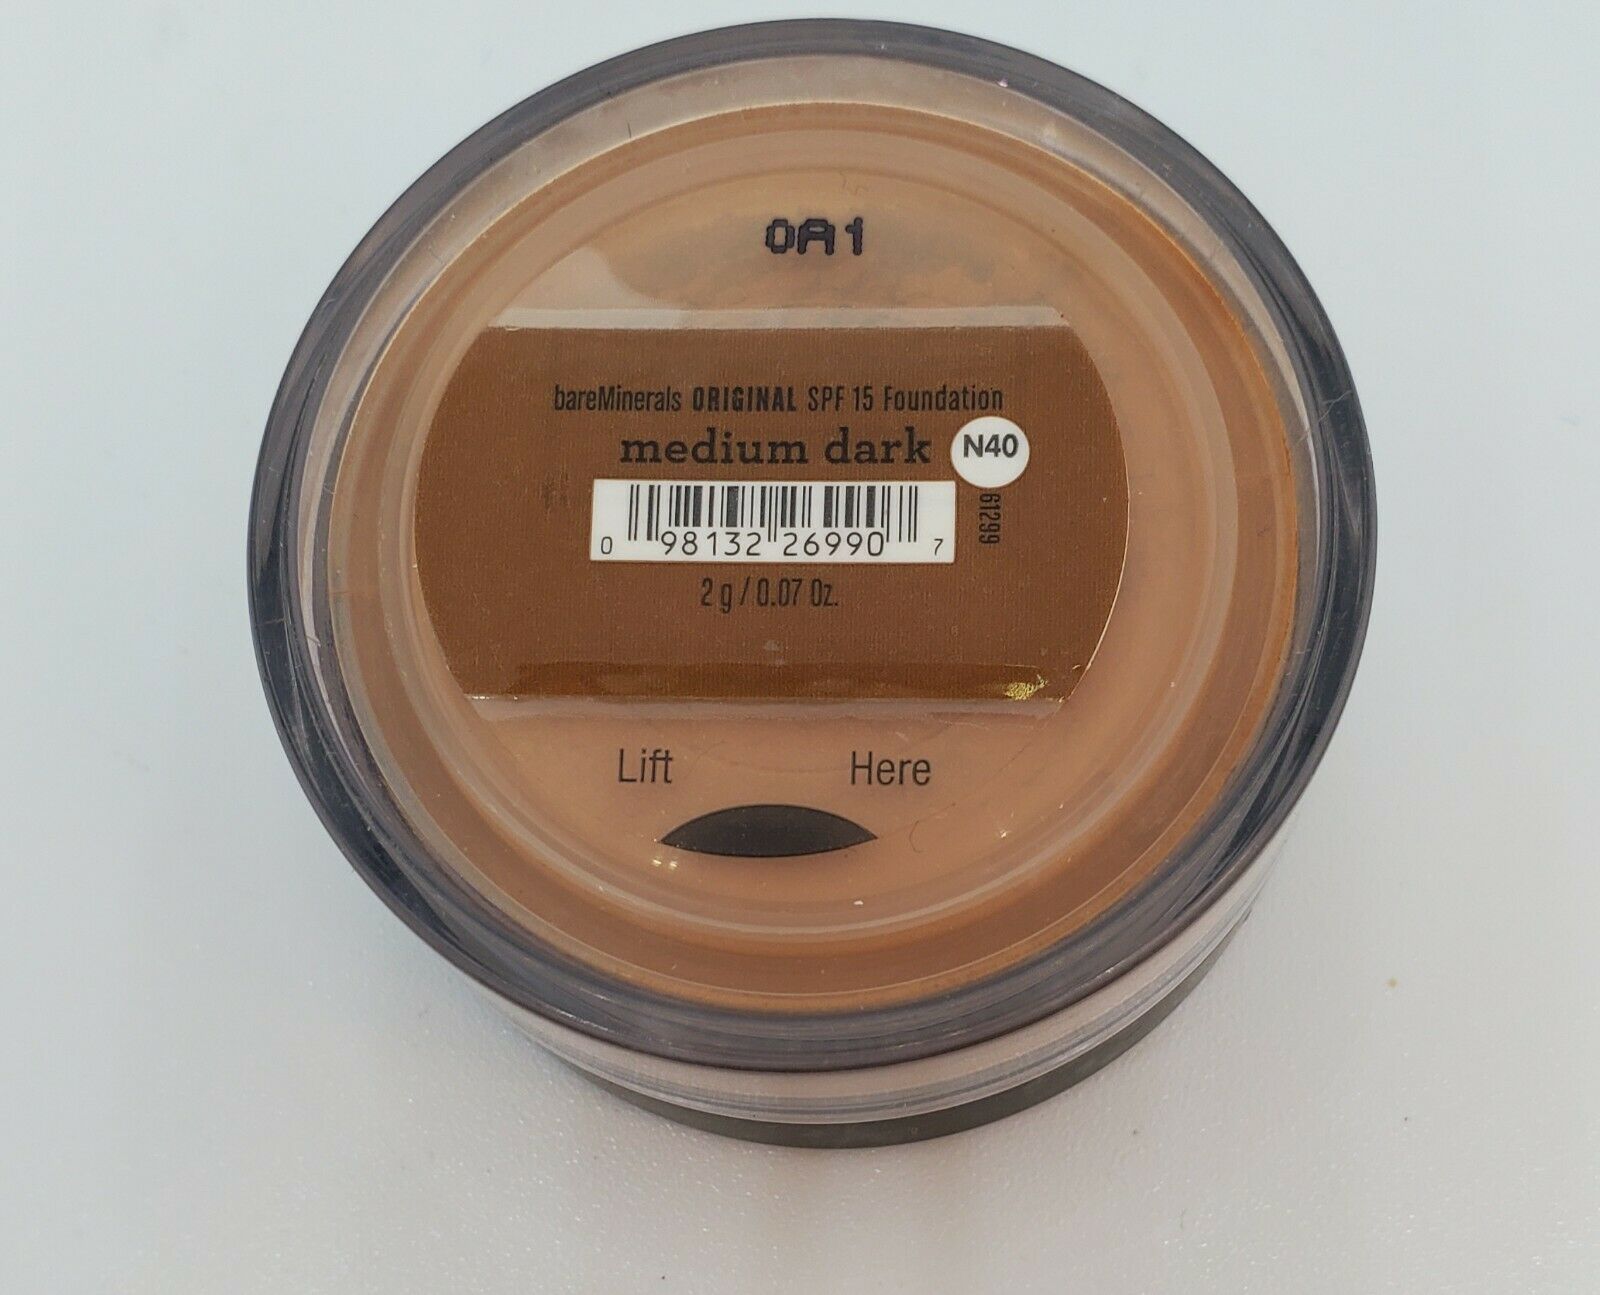 0A1
bareMinerals ORIGINAL SPF 15 Foundation
medium dark N40
61299
0 98132 26990 7
2 g / 0.07 Oz.
Lift Here